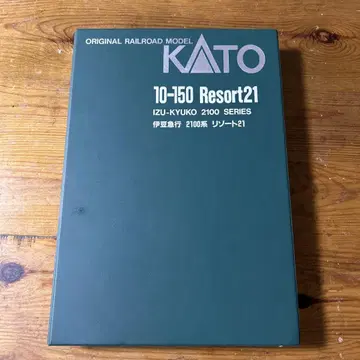 ORIGINAL RAILROAD MODEL
KATO
10-150 Resort21
IZU-KYUKO 2100 SERIES
伊豆急行 2100系 リゾート21